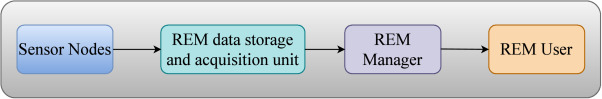 Sensor Nodes
REM data storage
and acquisition unit
REM
Manager
REM User